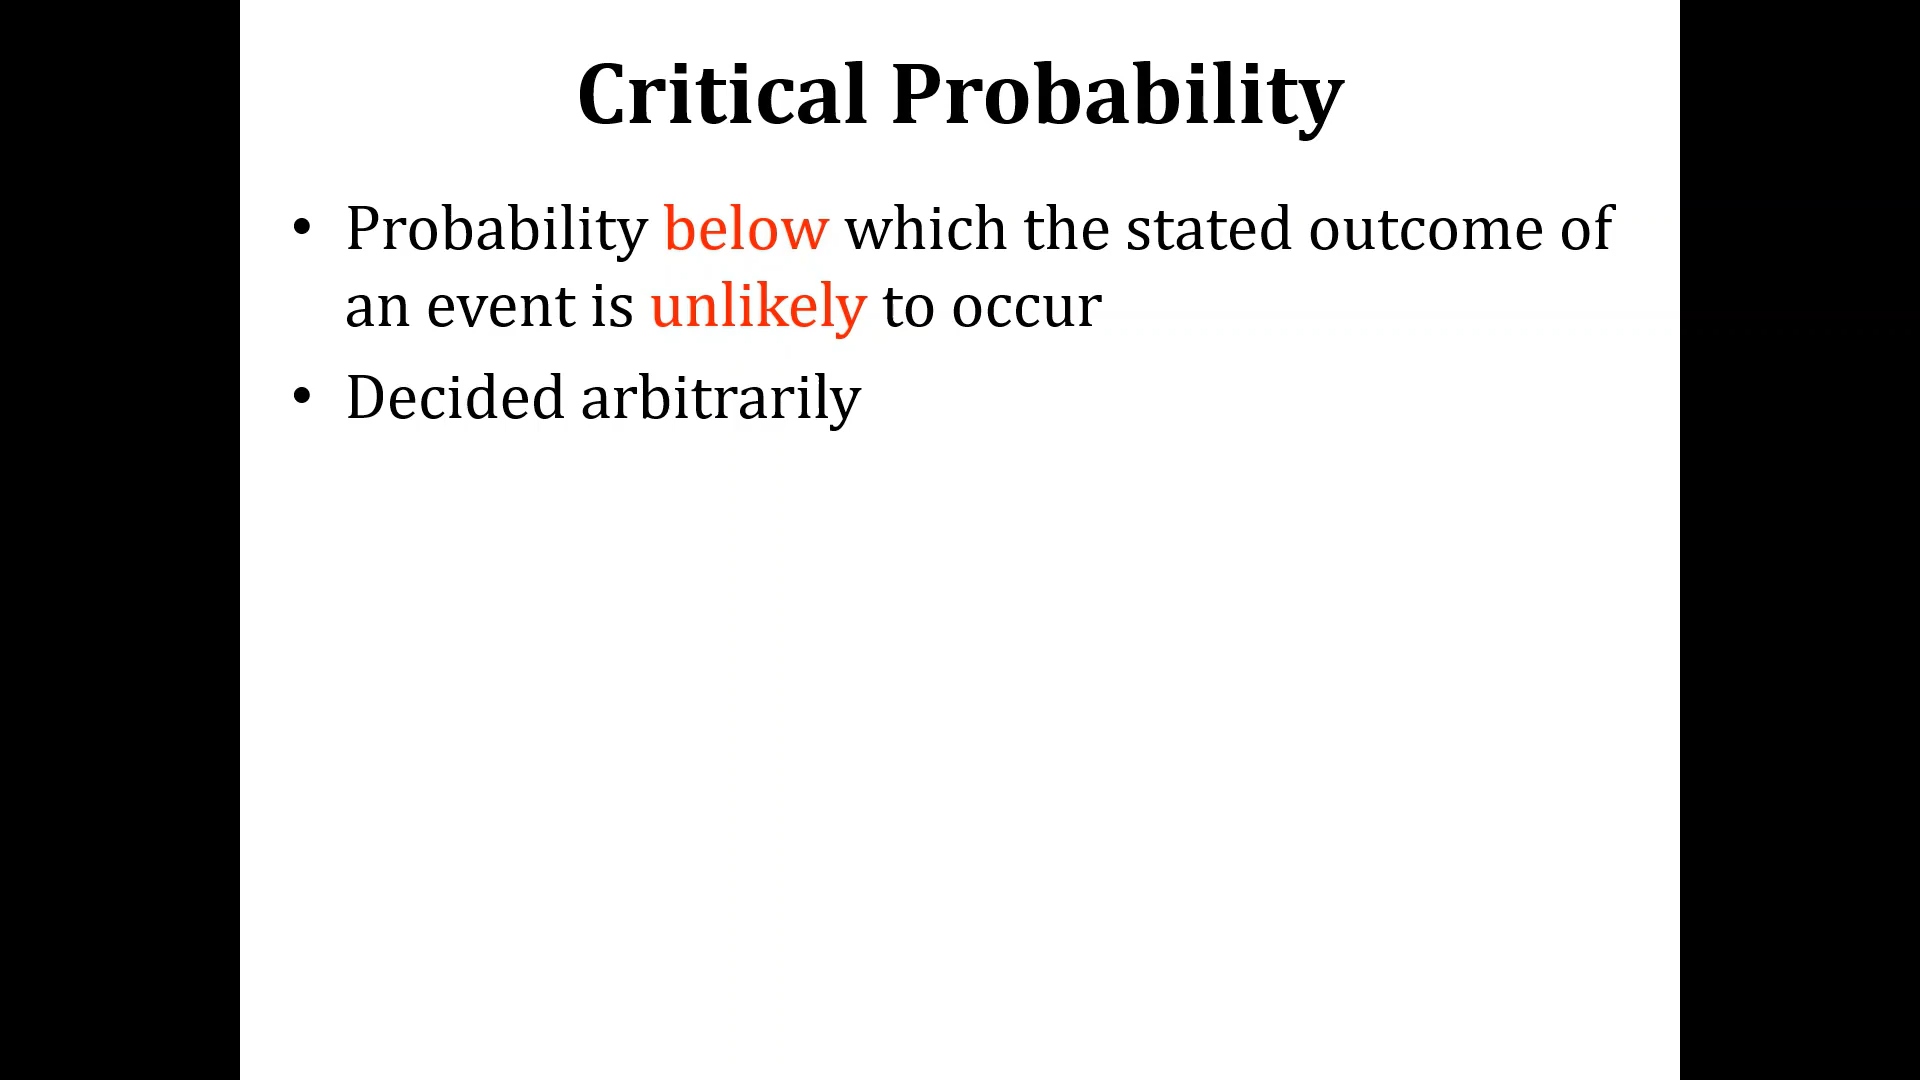 Critical Probability
• Probability below which the stated outcome of
an event is unlikely to occur
• Decided arbitrarily